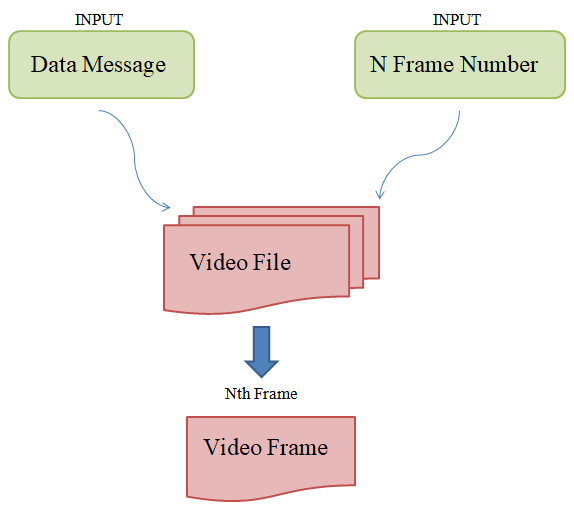 INPUT
INPUT
Data Message
N Frame Number
Video File
Nth Frame
Video Frame